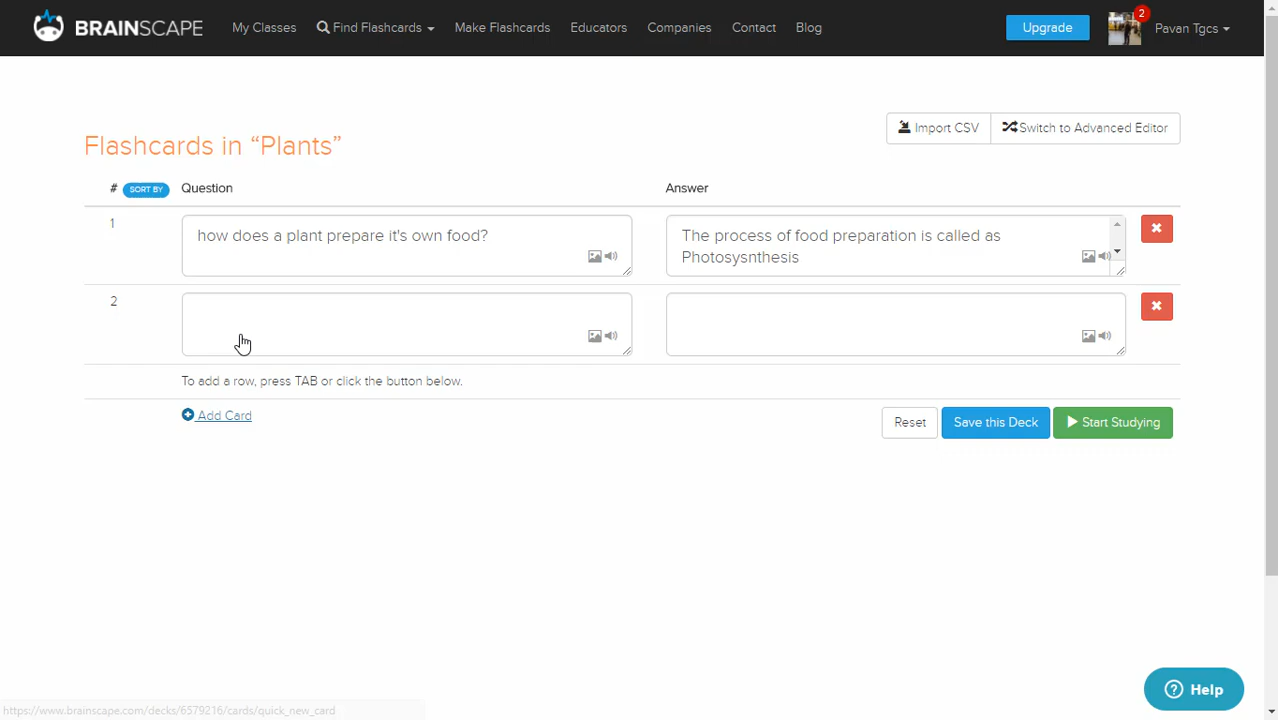 BRAINSCAPE My Classes Find Flashcards Make Flashcards Educators Companies Contact Blog Upgrade 2 Pavan Tgcs
Import CSV Switch to Advanced Editor
Flashcards in “Plants”
# SORT BY Question Answer
1 how does a plant prepare it's own food? The process of food preparation is called as
Photosysnthesis
2
To add a row, press TAB or click the button below.
Add Card Reset Save this Deck Start Studying
Help
https://www.brainscape.com/decks/6579216/cards/quick_new_card